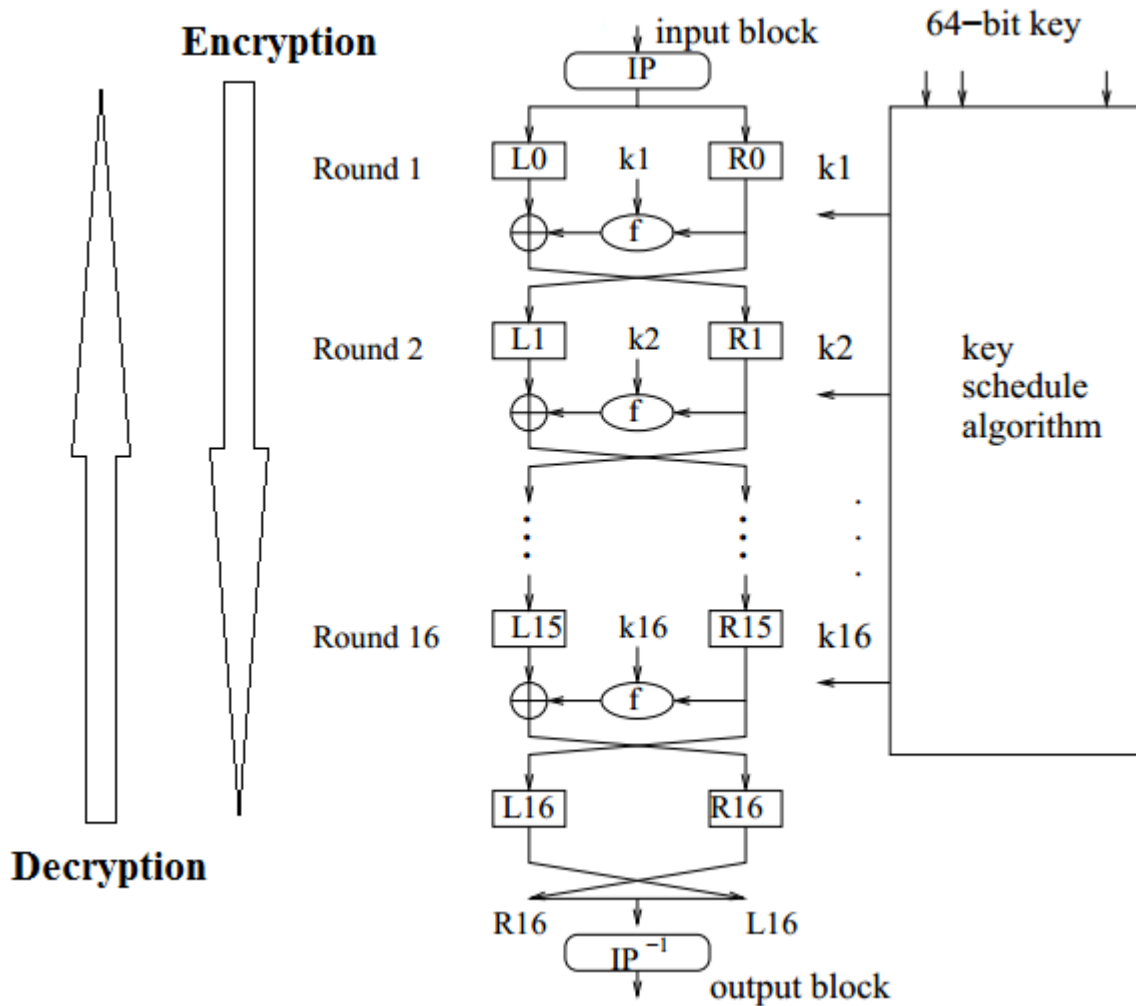 Encryption
input block
64−bit key
IP
Round 1
L0
k1
R0
k1
f
Round 2
L1
k2
R1
k2
f
key
schedule
algorithm
Round 16
L15
k16
R15
k16
f
L16
R16
Decryption
R16
L16
IP −1
output block